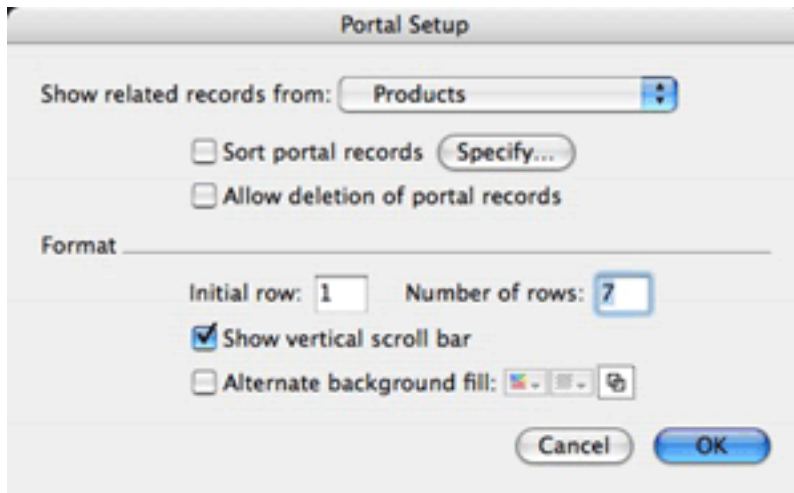 Portal Setup
Show related records from: Products
Sort portal records Specify...
Allow deletion of portal records
Format
Initial row: 1 Number of rows: 7
Show vertical scroll bar
Alternate background fill:
Cancel OK